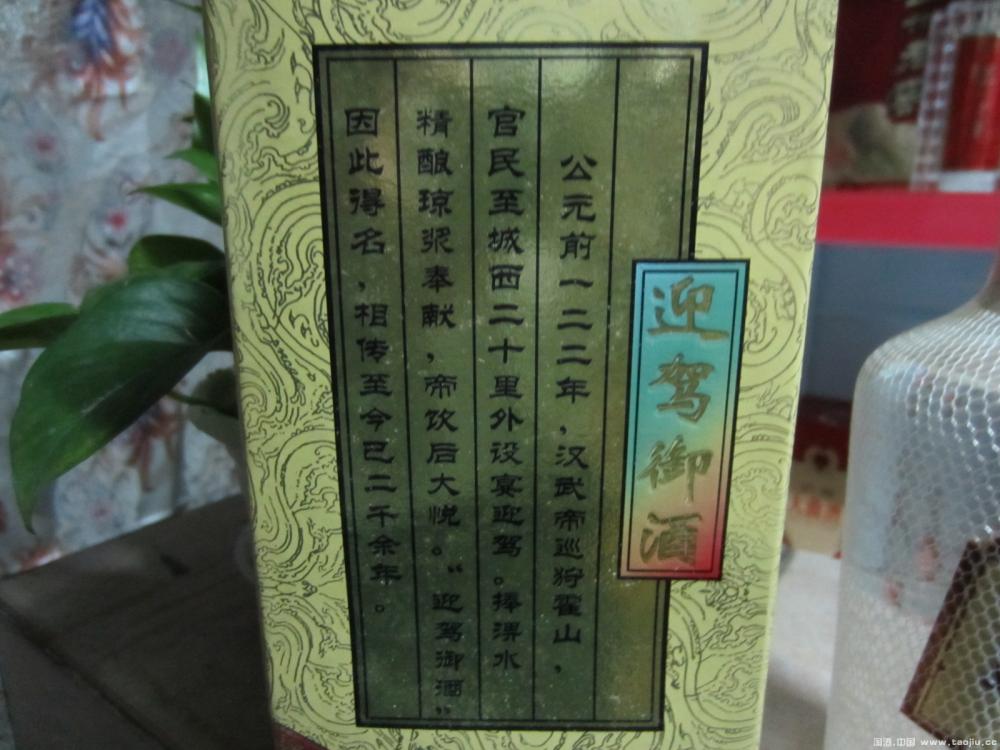 迎驾御酒
公元前一二二年,汉武帝巡狩霍山,
官民至城西二十里外设宴迎驾。捧淠水
精酿琼浆奉献,帝饮后大悦。“迎驾御酒”
因此得名,相传至今已二千余年。
淘酒.中国 www.taojiu.cc